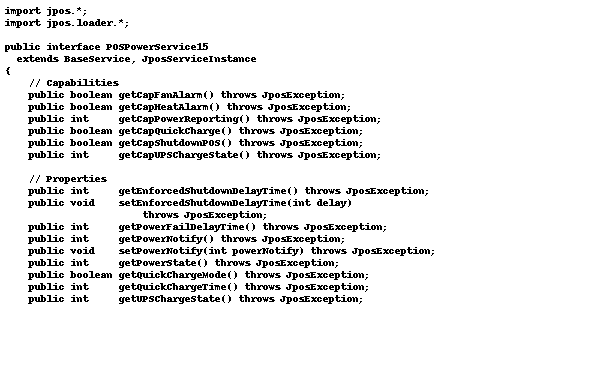 import jpos.*;
import jpos.loader.*;

public interface POSPowerService15
  extends BaseService, JposServiceInstance
{
    // Capabilities
    public boolean getCapFanAlarm() throws JposException;
    public boolean getCapHeatAlarm() throws JposException;
    public int     getCapPowerReporting() throws JposException;
    public boolean getCapQuickCharge() throws JposException;
    public boolean getCapShutdownPOS() throws JposException;
    public int     getCapUPSChargeState() throws JposException;

    // Properties
    public int     getEnforcedShutdownDelayTime() throws JposException;
    public void    setEnforcedShutdownDelayTime(int delay)
                       throws JposException;
    public int     getPowerFailDelayTime() throws JposException;
    public int     getPowerNotify() throws JposException;
    public void    setPowerNotify(int powerNotify) throws JposException;
    public int     getPowerState() throws JposException;
    public boolean getQuickChargeMode() throws JposException;
    public int     getQuickChargeTime() throws JposException;
    public int     getUPSChargeState() throws JposException;